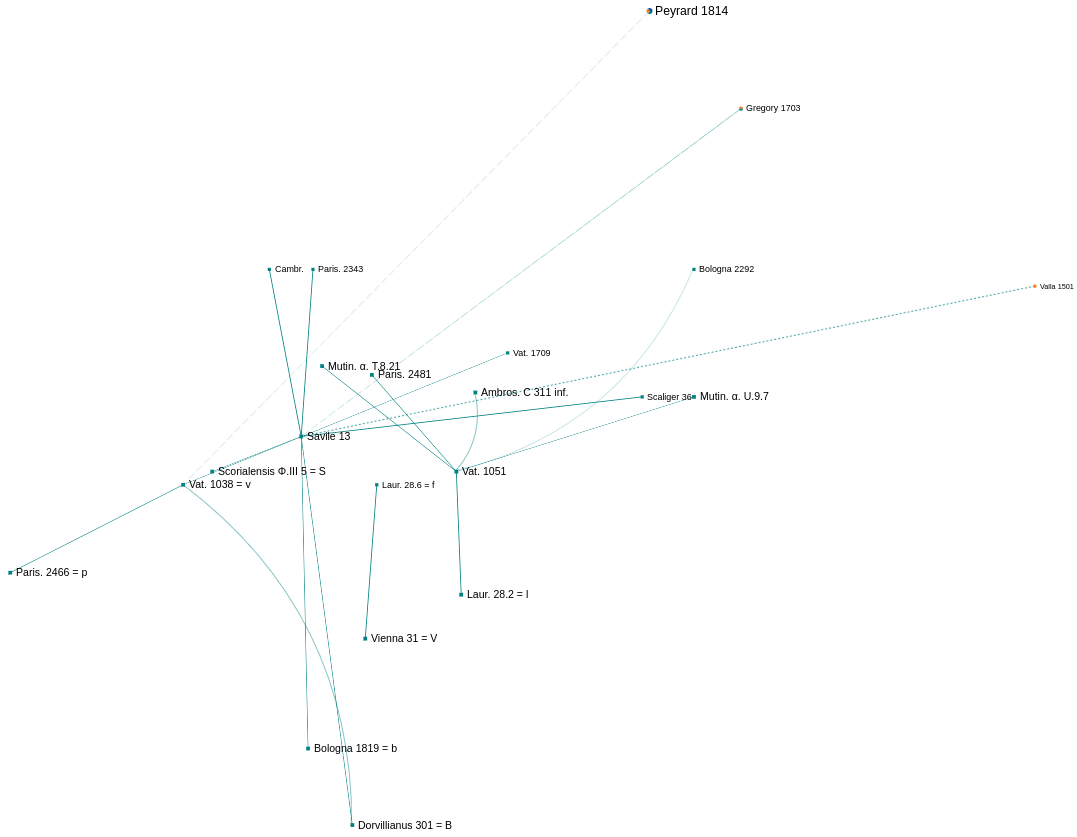 Peyrard 1814
Gregory 1703
Cambr.
Paris. 2343
Bologna 2292
Valla 1501
Vat. 1709
Mutin. α. T.8.21
Paris. 2481
Ambros. C 311 inf.
Scaliger 36
Mutin. α. U.9.7
Savile 13
Scorialensis Φ.III 5 = S
Vat. 1051
Vat. 1038 = v
Laur. 28.6 = f
Paris. 2466 = p
Laur. 28.2 = l
Vienna 31 = V
Bologna 1819 = b
Dorvillianus 301 = B